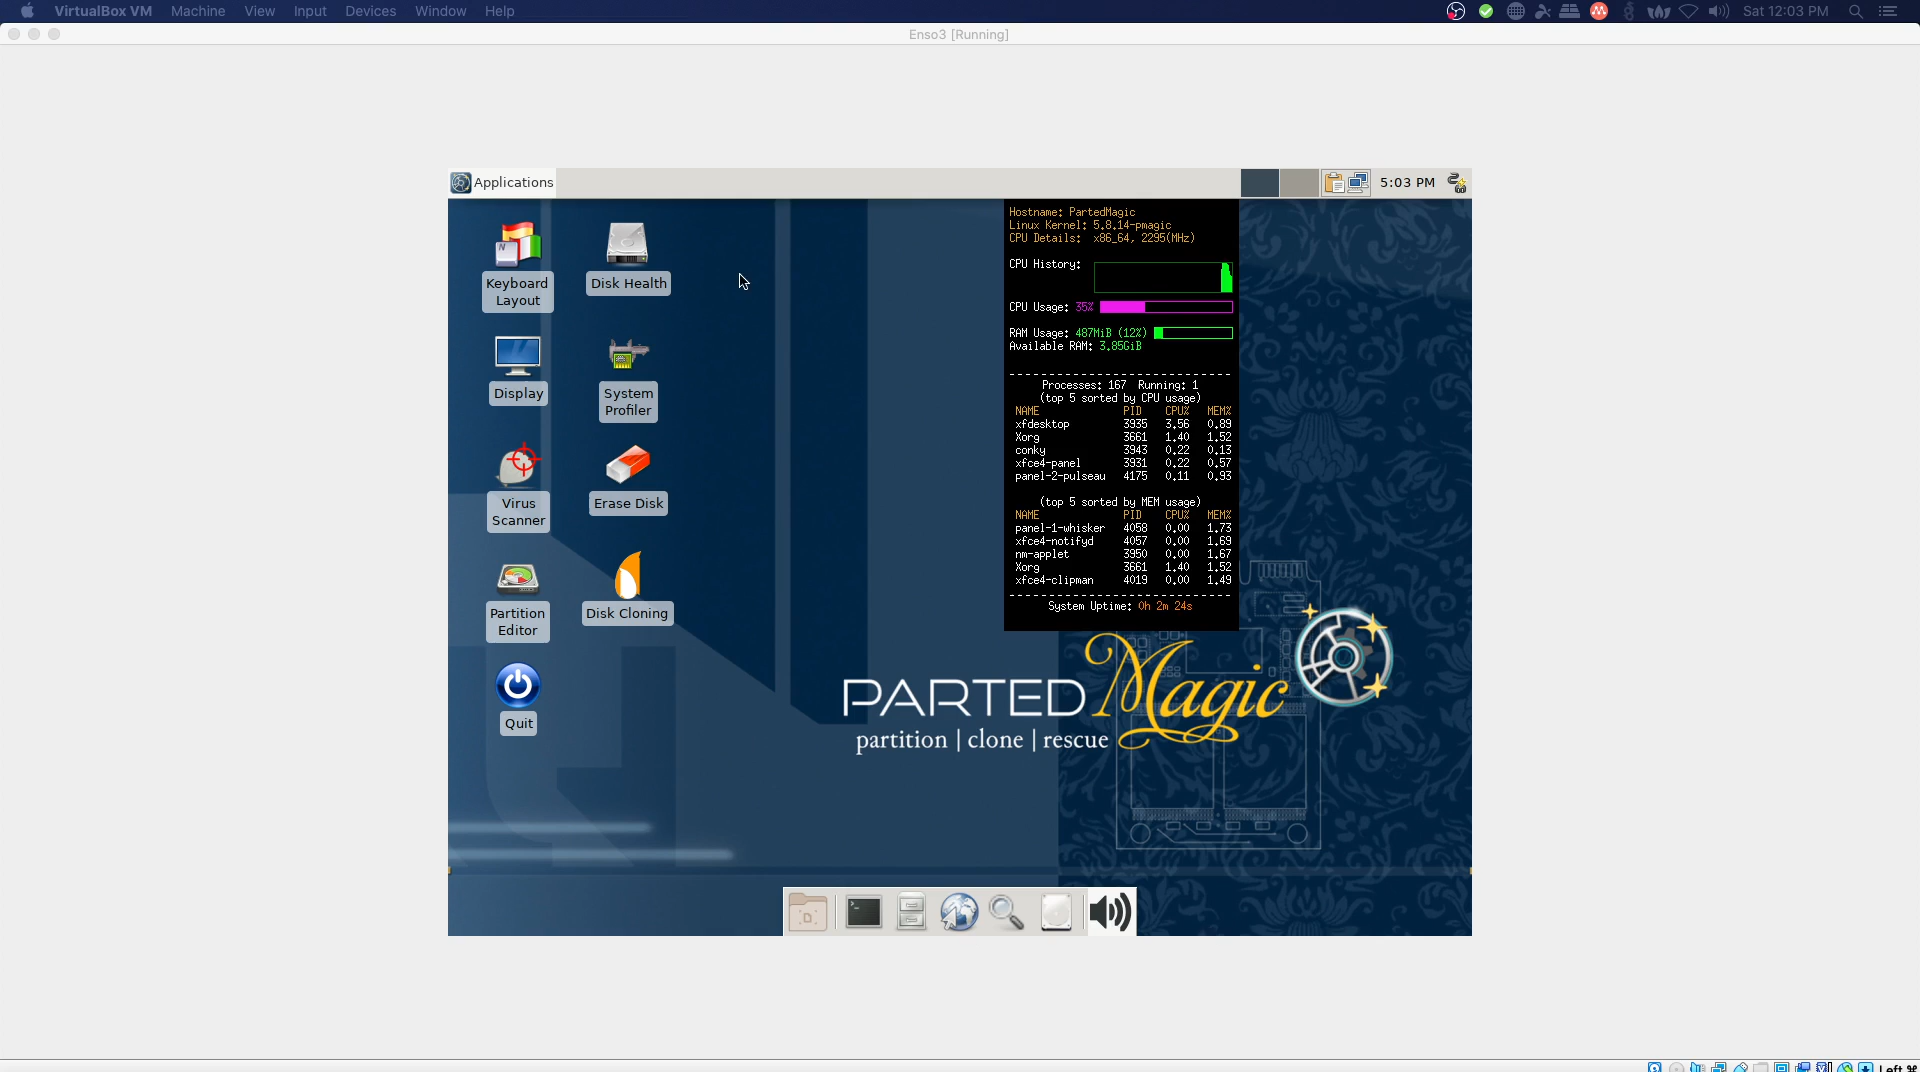 VirtualBox VM Machine View Input Devices Window Help Sat 12:03 PM
Enso3 [Running]
Applications 5:03 PM
Keyboard
Layout
Disk Health
Display
System
Profiler
Virus
Scanner
Erase Disk
Partition
Editor
Disk Cloning
Quit
Hostname: PartedMagic
Linux Kernel: 5.8.14-pmagic
CPU Details: x86_64, 2295(MHz)
CPU History:
CPU Usage: 35%
RAM Usage: 487MiB (12%)
Available RAM: 3.85GiB
Processes: 167 Running: 1
(top 5 sorted by CPU usage)
NAME PID CPU% MEM%
xfdesktop 3935 3.56 0.89
Xorg 3661 1.40 1.52
conky 3943 0.22 0.13
xfce4-panel 3931 0.22 0.57
panel-2-pulseau 4175 0.11 0.93
(top 5 sorted by MEM usage)
NAME PID CPU% MEM%
panel-1-whisker 4058 0.00 1.73
xfce4-notifyd 4057 0.00 1.69
nm-applet 3950 0.00 1.67
Xorg 3661 1.40 1.52
xfce4-clipman 4019 0.00 1.49
System Uptime: 0h 2m 24s
PARTED Magic
partition | clone | rescue
Left ⌘